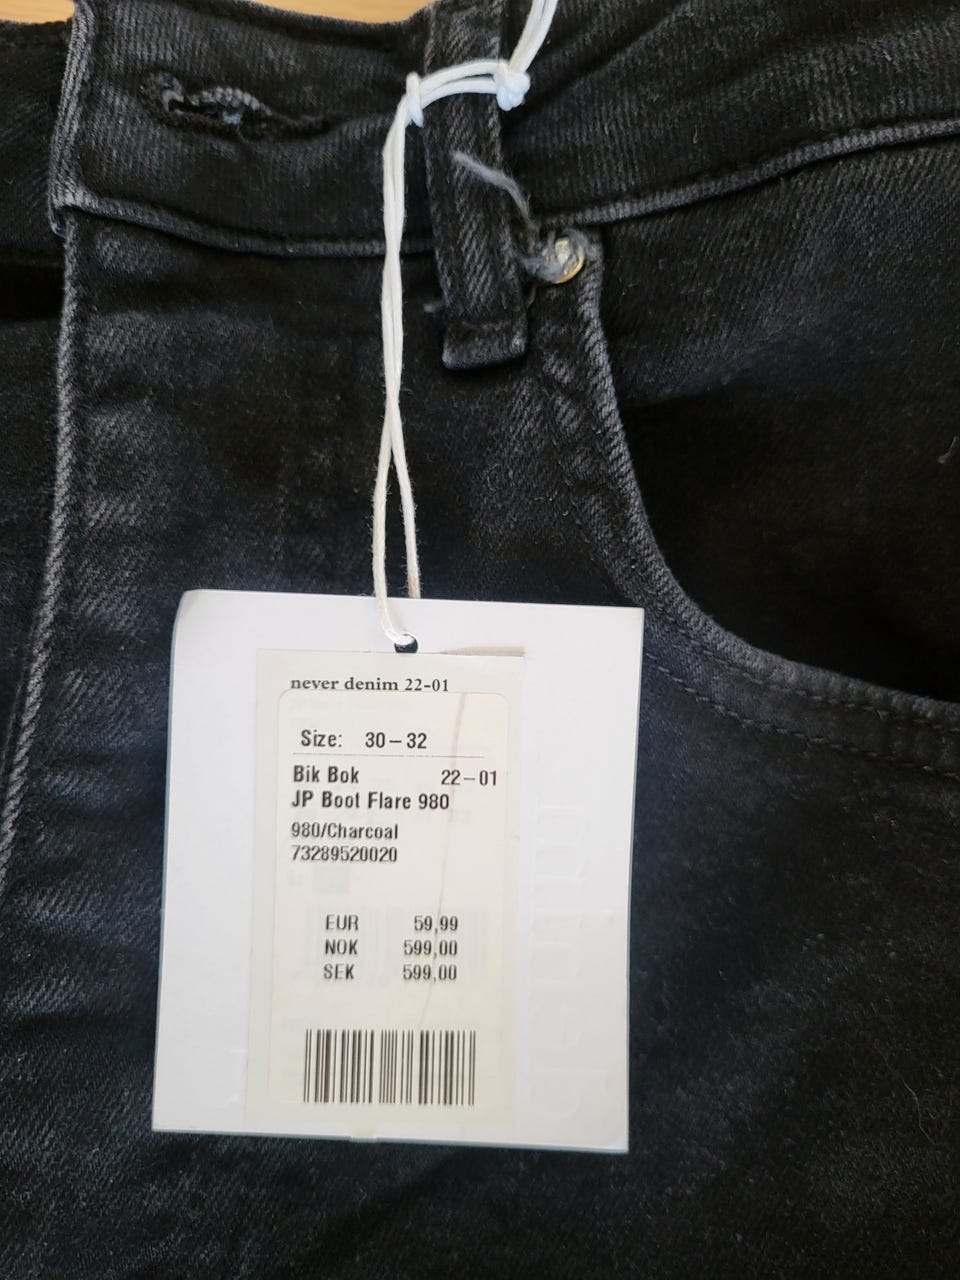 never denim 22-01
Size: 30-32
Bik Bok 22-01
JP Boot Flare 980
980/Charcoal
73289520020
EUR 59,99
NOK 599,00
SEK 599,00